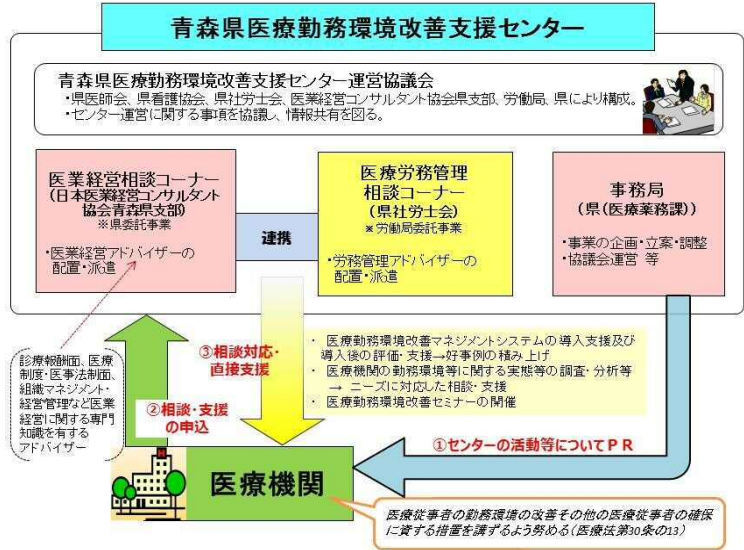 青森県医療勤務環境改善支援センター
青森県医療勤務環境改善支援センター運営協議会
・県医師会、県看護協会、県社労士会、医業経営コンサルタント協会県支部、労働局、県により構成。
・センター運営に関する事項を協議し、情報共有を図る。
医業経営相談コーナー
(日本医業経営コンサルタント
協会青森県支部)
※県委託事業
・医業経営アドバイザーの
配置・派遣
連携
医療労務管理
相談コーナー
(県社労士会)
※労働局委託事業
・労務管理アドバイザーの
配置・派遣
事務局
(県(医療薬務課))
・事業の企画・立案・調整
・協議会運営 等
診療報酬面、医療
制度・医事法制面、
組織マネジメント・
経営管理など医業
経営に関する専門
知識を有する
アドバイザー
②相談・支援
の申込
③相談対応・
直接支援
・ 医療勤務環境改善マネジメントシステムの導入支援及び
導入後の評価・支援→好事例の積み上げ
・ 医療機関の勤務環境等に関する実態等の調査・分析等
→ ニーズに対応した相談・支援
・ 医療勤務環境改善セミナーの開催
①センターの活動等についてPR
医療機関
医療従事者の勤務環境の改善その他の医療従事者の確保
に資する措置を講ずるよう努める(医療法第30条の13)